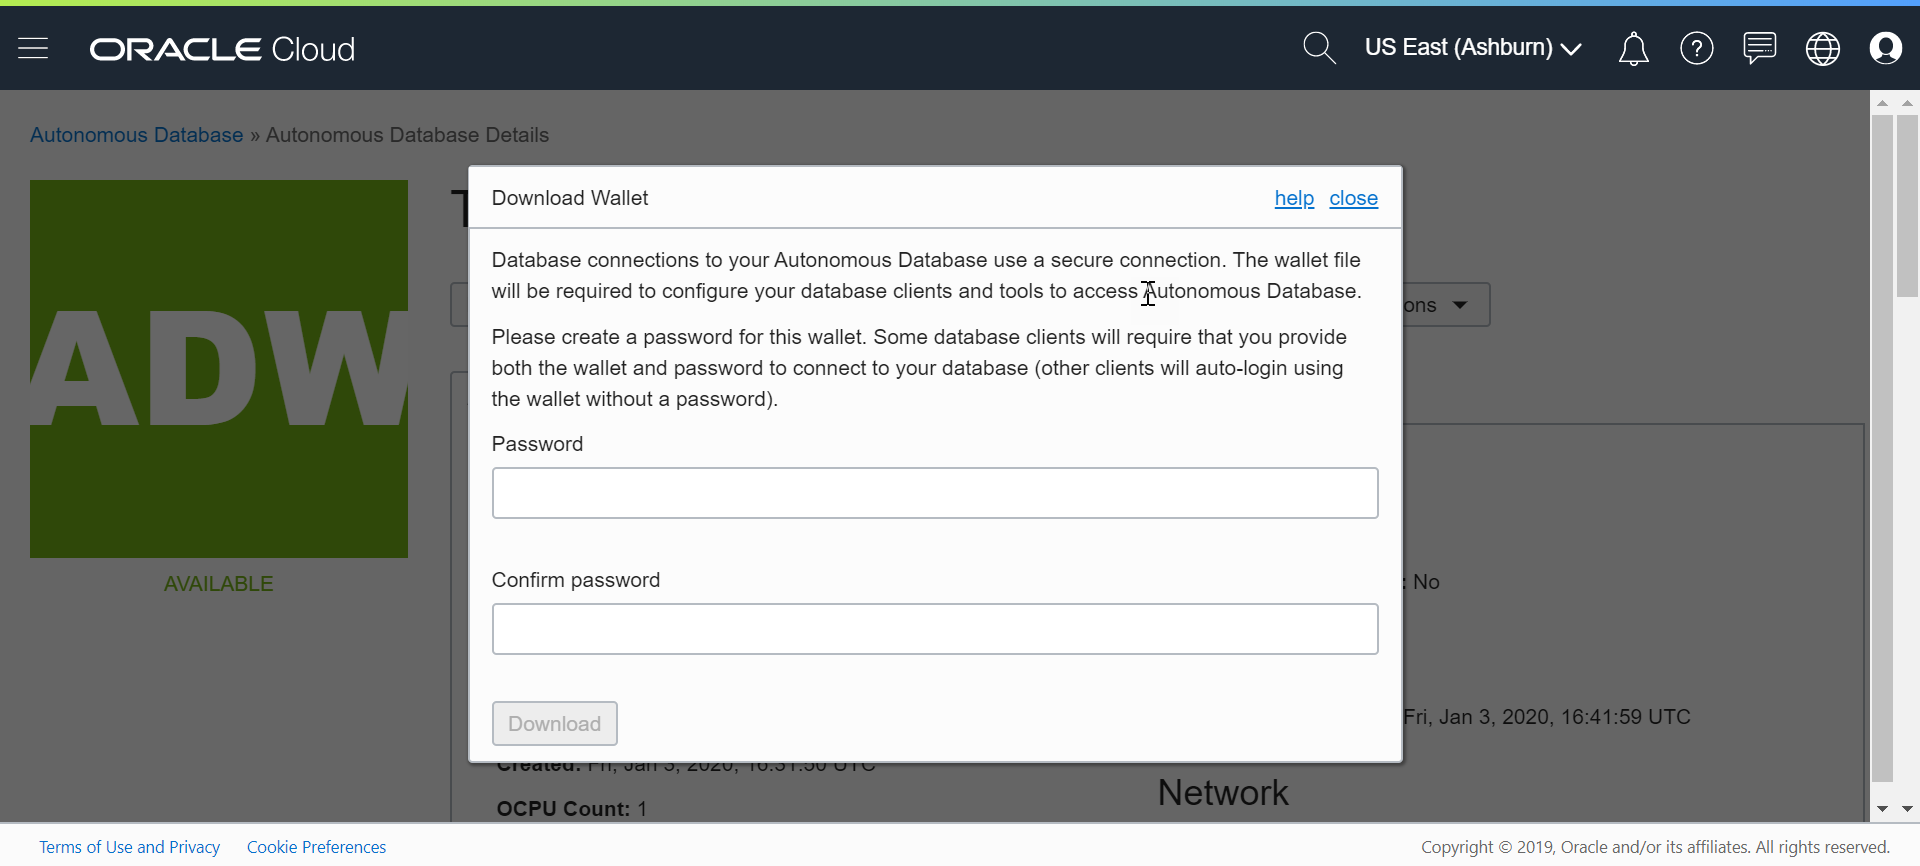 ORACLE Cloud
US East (Ashburn)
Autonomous Database » Autonomous Database Details
ADW
AVAILABLE
T
Download Wallet
help close
Database connections to your Autonomous Database use a secure connection. The wallet file
will be required to configure your database clients and tools to access Autonomous Database.
Please create a password for this wallet. Some database clients will require that you provide
both the wallet and password to connect to your database (other clients will auto-login using
the wallet without a password).
Password
Confirm password
Download
ons
: No
Fri, Jan 3, 2020, 16:41:59 UTC
Created: Fri, Jan 3, 2020, 16:31:50 UTC
OCPU Count: 1
Network
Terms of Use and Privacy Cookie Preferences
Copyright © 2019, Oracle and/or its affiliates. All rights reserved.